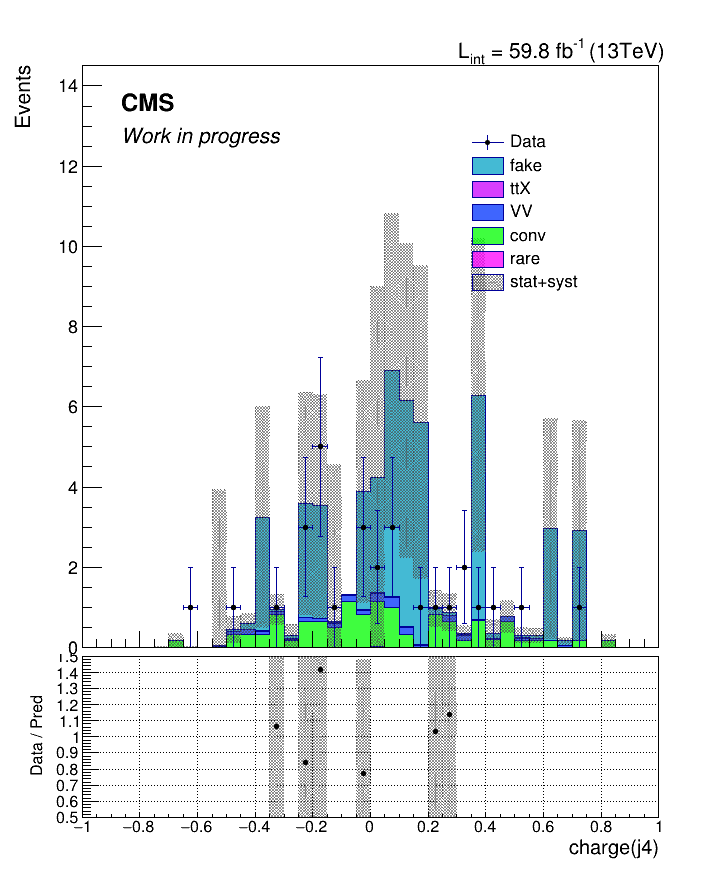 L_int = 59.8 fb^-1 (13TeV)
Events
CMS
Work in progress
Data
fake
ttX
VV
conv
rare
stat+syst
14
12
10
8
6
4
2
0
Data / Pred
1.5
1.4
1.3
1.2
1.1
1
0.9
0.8
0.7
0.6
0.5
−1 −0.8 −0.6 −0.4 −0.2 0 0.2 0.4 0.6 0.8 1
charge(j4)